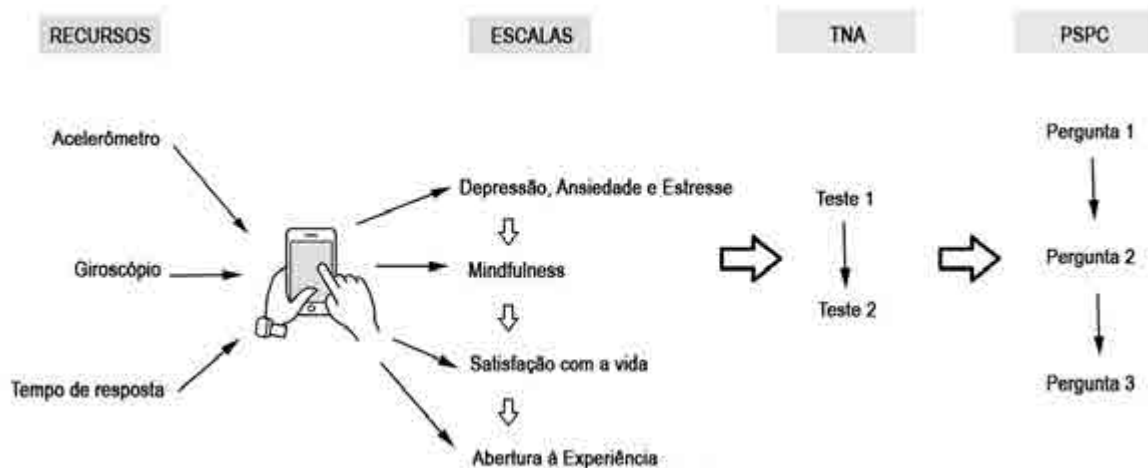 RECURSOS
ESCALAS
TNA
PSPC
Acelerômetro
Giroscópio
Tempo de resposta
Depressão, Ansiedade e Estresse
Mindfulness
Satisfação com a vida
Abertura à Experiência
Teste 1
Teste 2
Pergunta 1
Pergunta 2
Pergunta 3